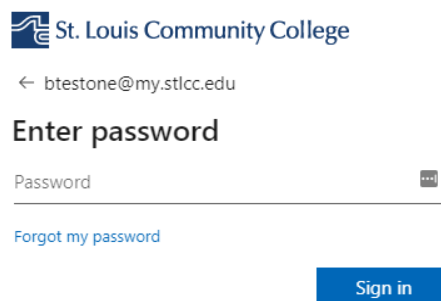 St. Louis Community College
← btestone@my.stlcc.edu
Enter password
Password
Forgot my password
Sign in